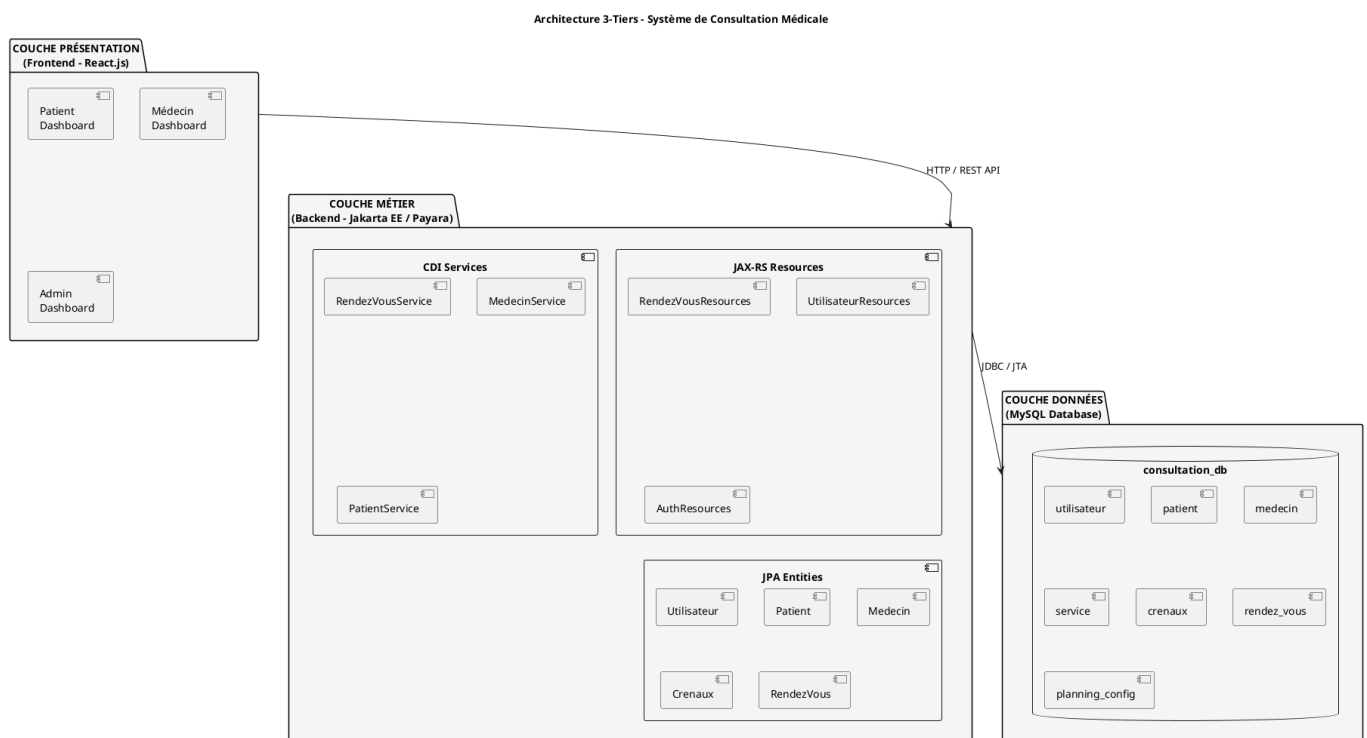 Architecture 3-Tiers - Système de Consultation Médicale
COUCHE PRÉSENTATION
(Frontend - React.js)
Patient
Dashboard
Médecin
Dashboard
Admin
Dashboard
HTTP / REST API
COUCHE MÉTIER
(Backend - Jakarta EE / Payara)
CDI Services
RendezVousService
MedecinService
PatientService
JAX-RS Resources
RendezVousResources
UtilisateurResources
AuthResources
JPA Entities
Utilisateur
Patient
Medecin
Crenaux
RendezVous
JDBC / JTA
COUCHE DONNÉES
(MySQL Database)
consultation_db
utilisateur
patient
medecin
service
crenaux
rendez_vous
planning_config